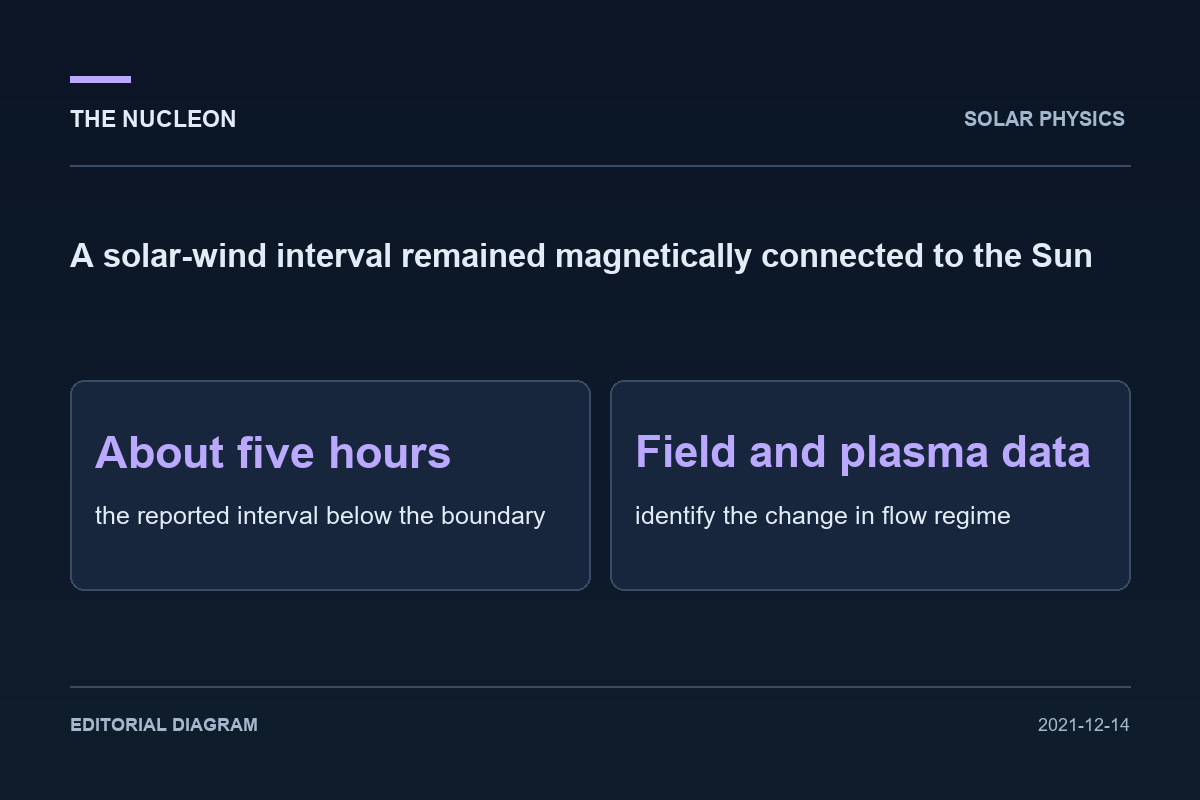 THE NUCLEON
SOLAR PHYSICS
A solar-wind interval remained magnetically connected to the Sun
About five hours
the reported interval below the boundary
Field and plasma data
identify the change in flow regime
EDITORIAL DIAGRAM
2021-12-14